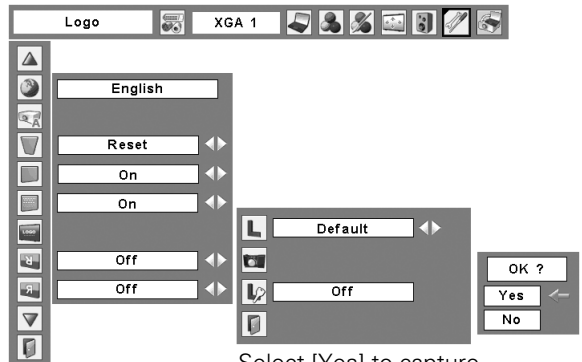 Logo
XGA 1
English
Reset
On
On
Default
Off
Off
Off
OK ?
Yes
No
Select [Yes] to capture